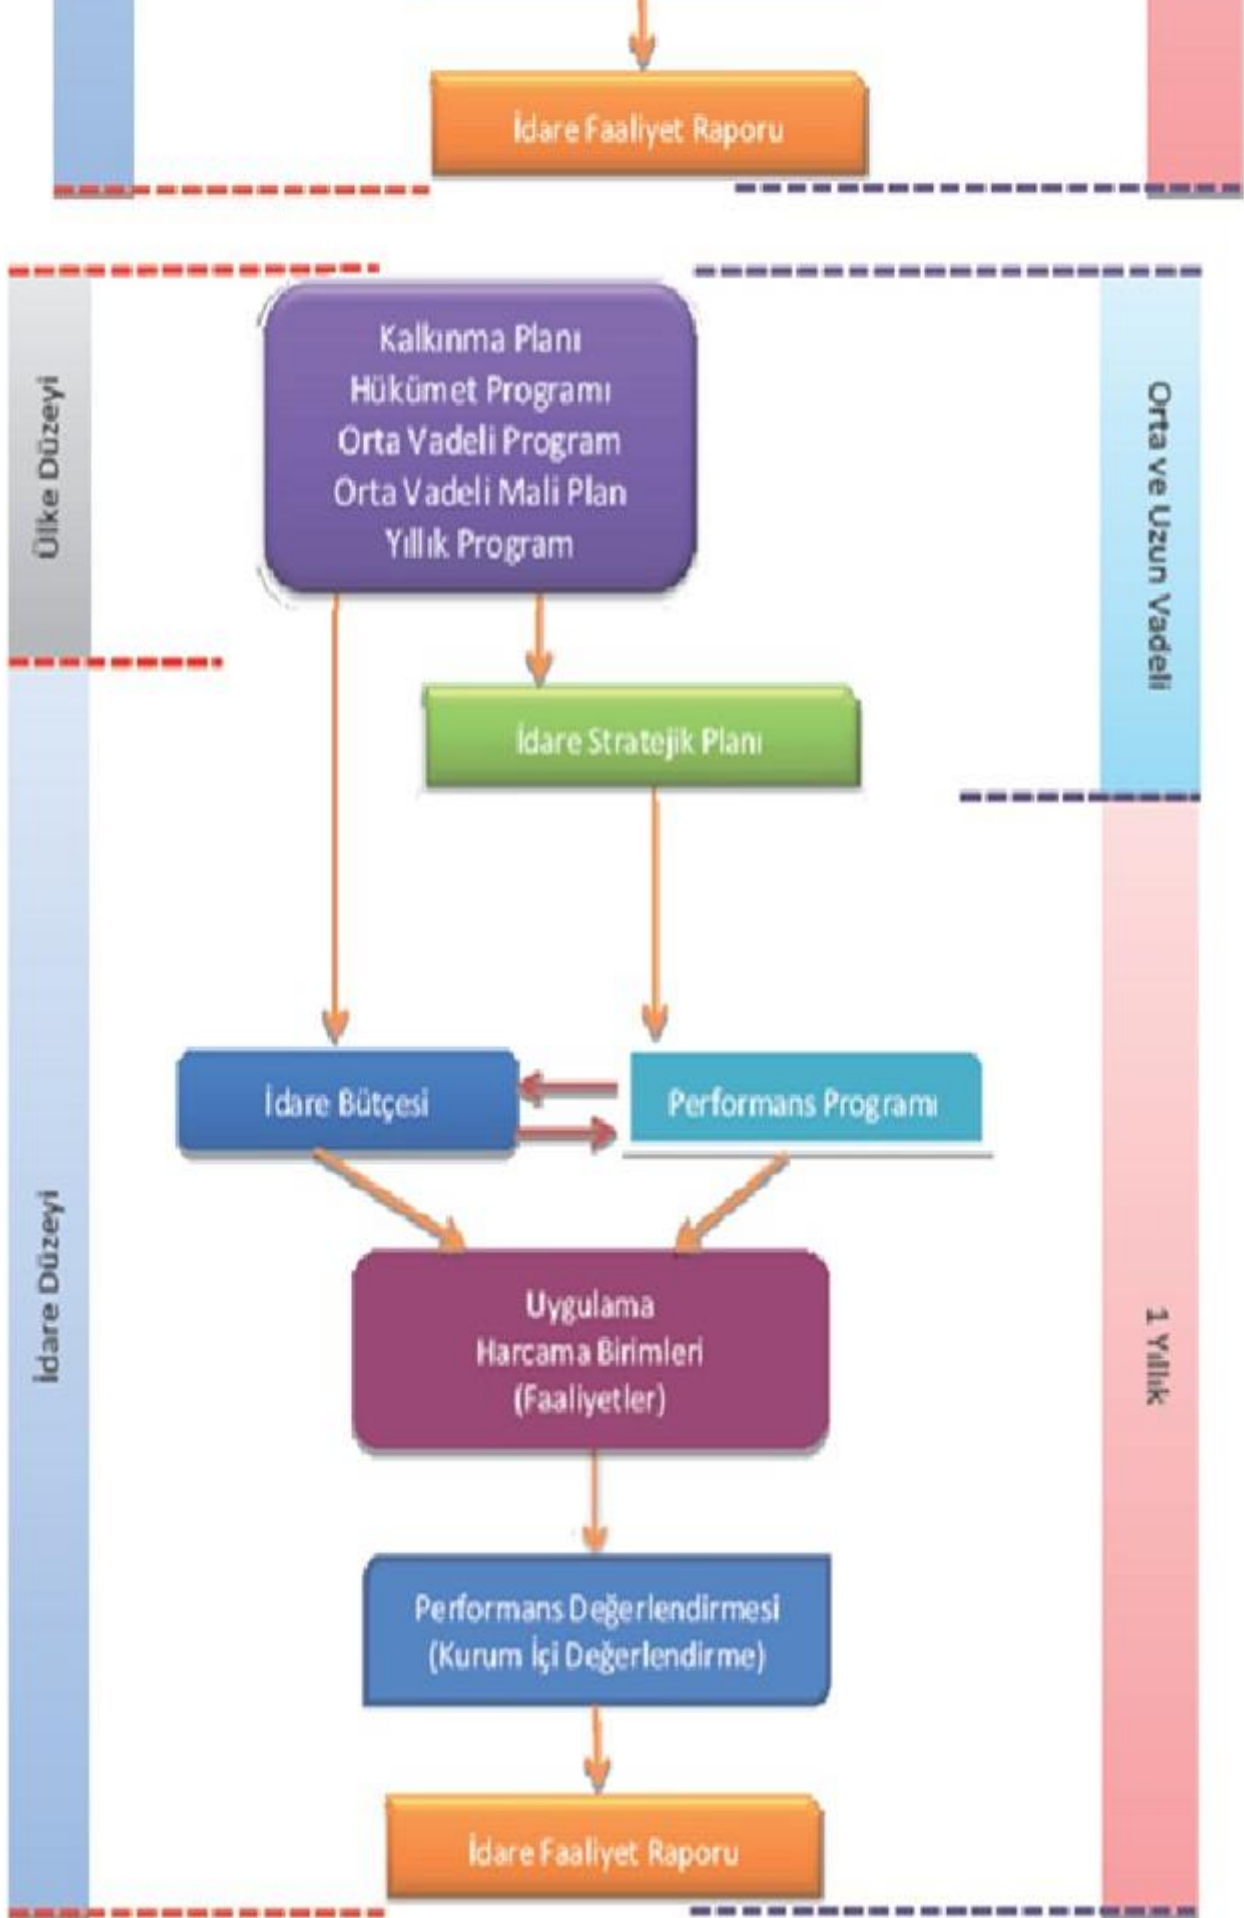 İdare Faaliyet Raporu
Ülke Düzeyi
Kalkınma Planı
Hükümet Programı
Orta Vadeli Program
Orta Vadeli Mali Plan
Yıllık Program
Orta ve Uzun Vadeli
İdare Stratejik Planı
İdare Bütçesi
Performans Programı
İdare Düzeyi
Uygulama
Harcama Birimleri
(Faaliyetler)
1 Yıllık
Performans Değerlendirmesi
(Kurum İçi Değerlendirme)
İdare Faaliyet Raporu